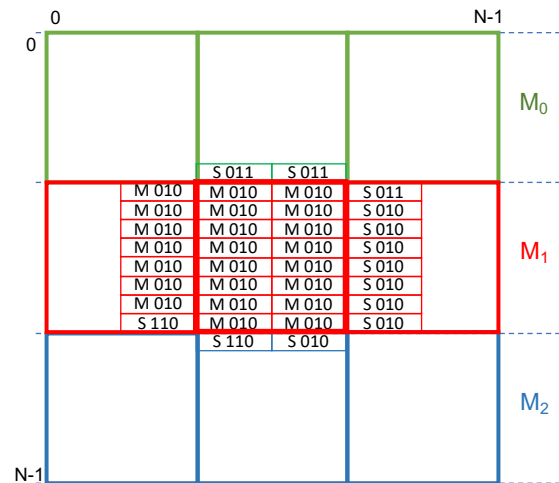 0 N-1
0
M0
S 011 S 011
M 010 M 010 M 010 S 011
M 010 M 010 M 010 S 010
M 010 M 010 M 010 S 010
M 010 M 010 M 010 S 010
M 010 M 010 M 010 S 010
M 010 M 010 M 010 S 010
M 010 M 010 M 010 S 010
S 110 M 010 M 010 S 010
M1
S 110 S 010
M2
N-1